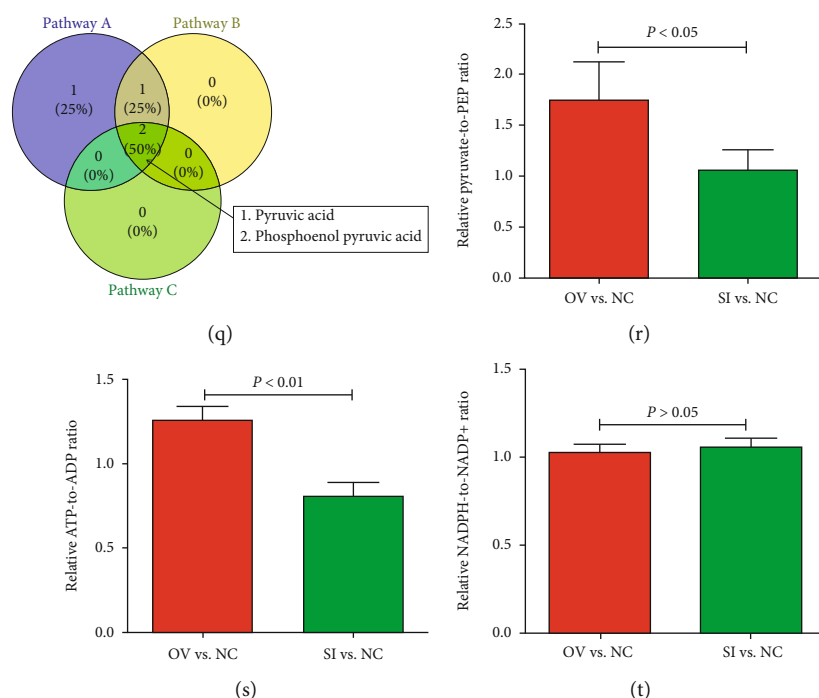 Pathway A
Pathway B
1
(25%)
1
(25%)
0
(0%)
2
(50%)
0
(0%)
0
(0%)
0
(0%)
1. Pyruvic acid
2. Phosphoenol pyruvic acid
Pathway C
(q)
Relative pyruvate-to-PEP ratio
2.5
2.0
1.5
1.0
0.5
0.0
P < 0.05
OV vs. NC
SI vs. NC
(r)
Relative ATP-to-ADP ratio
1.5
1.0
0.5
0.0
P < 0.01
OV vs. NC
SI vs. NC
(s)
Relative NADPH-to-NADP+ ratio
1.5
1.0
0.5
0.0
P > 0.05
OV vs. NC
SI vs. NC
(t)